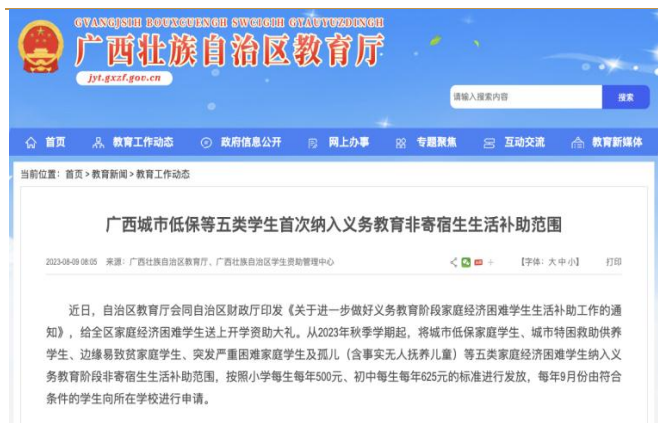 GVANGJSIH BOUXCUENGH SWCIGIH GYAUYUZDINGH
广西壮族自治区教育厅
jyt.gxzf.gov.cn
请输入搜索内容 搜索
首页 教育工作动态 政府信息公开 网上办事 专题聚焦 互动交流 教育新媒体
当前位置：首页>教育新闻>教育工作动态
广西城市低保等五类学生首次纳入义务教育非寄宿生生活补助范围
2023-08-09 08:05 来源：广西壮族自治区教育厅、广西壮族自治区学生资助管理中心 【字体：大 中 小】 打印
近日，自治区教育厅会同自治区财政厅印发《关于进一步做好义务教育阶段家庭经济困难学生生活补助工作的通
知》，给全区家庭经济困难学生送上开学资助大礼。从2023年秋季学期起，将城市低保家庭学生、城市特困救助供养
学生、边缘易致贫家庭学生、突发严重困难家庭学生及孤儿（含事实无人抚养儿童）等五类家庭经济困难学生纳入义
务教育阶段非寄宿生生活补助范围，按照小学每生每年500元、初中每生每年625元的标准进行发放，每年9月份由符合
条件的学生向所在学校进行申请。